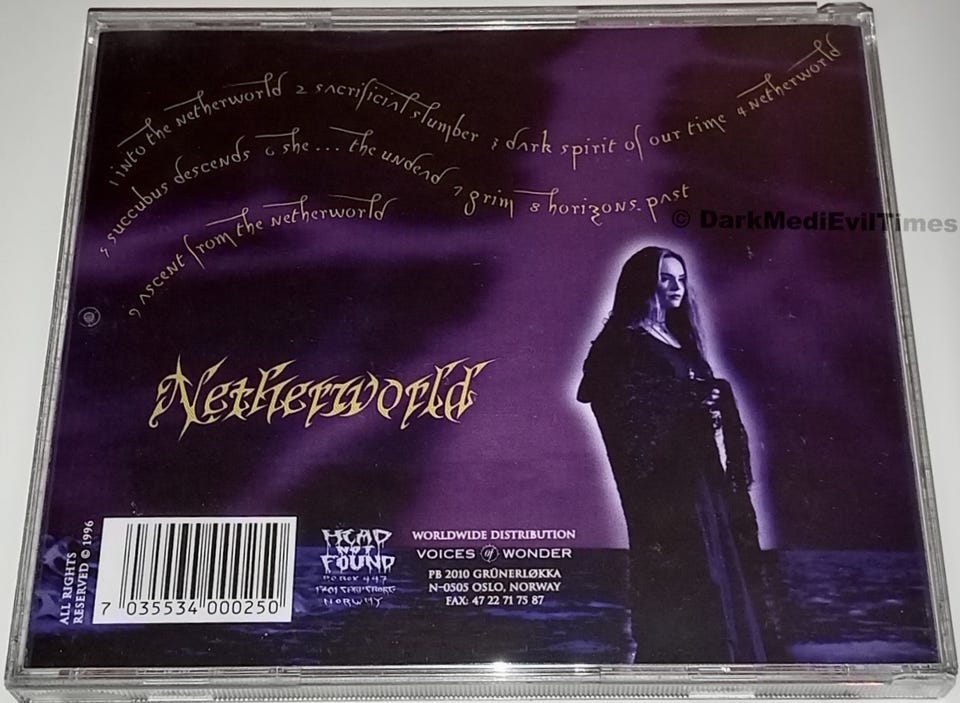 1 into the netherworld 2 sacrificial slumber 3 dark spirit of our time 4 netherworld
5 succubus descends 6 she... the undead 7 grim 8 horizons. past
9 ascent from the netherworld
© DarkMediEvilTimes
Netherworld
ALL RIGHTS
RESERVED © 1996
7 035534 000250
HEAD
NOT
FOUND
P.O.BOX 447
NORWAY
WORLDWIDE DISTRIBUTION
VOICES of WONDER
PB 2010 GRÜNERLØKKA
N-0505 OSLO, NORWAY
FAX: 47 22 71 75 87